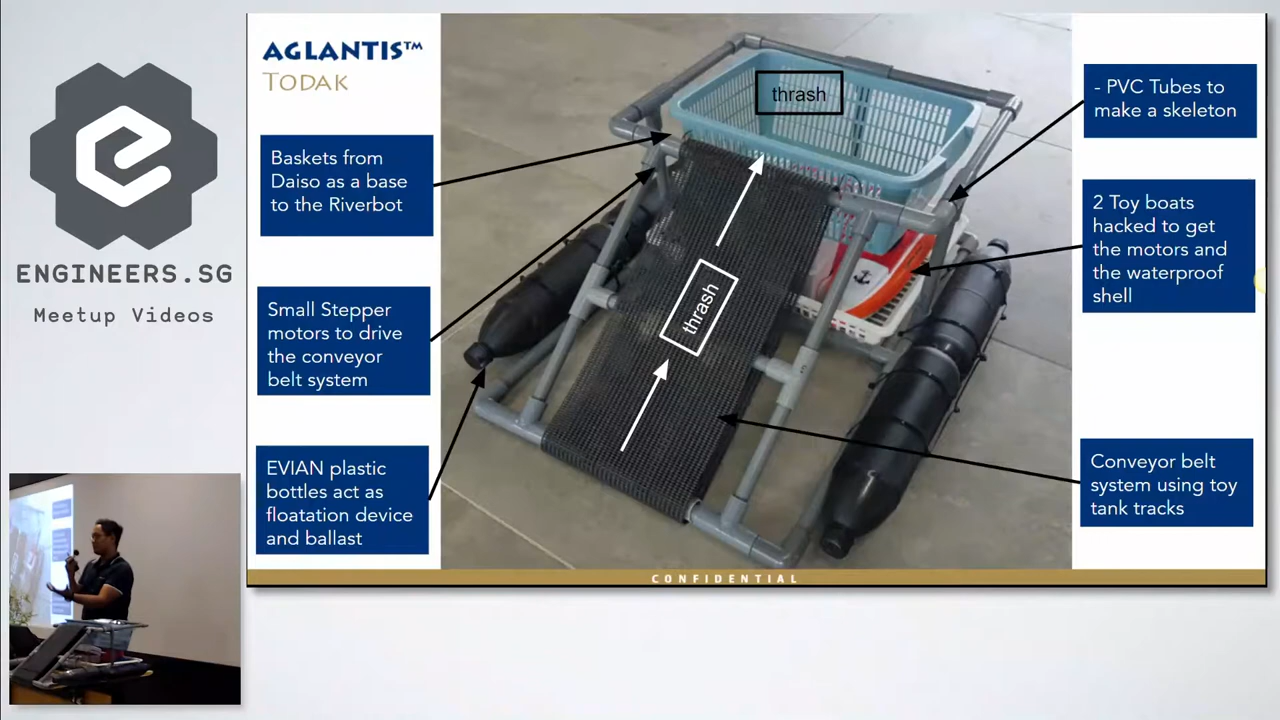 ENGINEERS.SG
Meetup Videos
AGLANTIS™
TODAK
Baskets from
Daiso as a base
to the Riverbot
Small Stepper
motors to drive
the conveyor
belt system
EVIAN plastic
bottles act as
floatation device
and ballast
thrash
thrash
- PVC Tubes to
make a skeleton
2 Toy boats
hacked to get
the motors and
the waterproof
shell
Conveyor belt
system using toy
tank tracks
CONFIDENTIAL